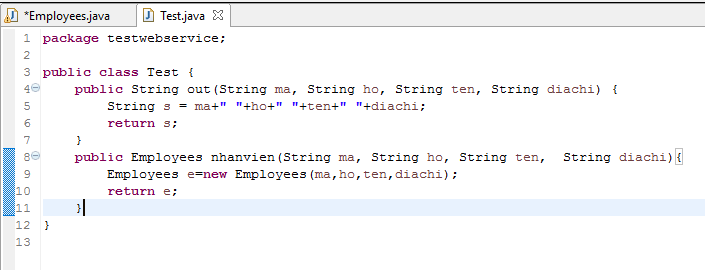 *Employees.java Test.java
1 package testwebservice;
2
3 public class Test {
4 public String out(String ma, String ho, String ten, String diachi) {
5 String s = ma+" "+ho+" "+ten+" "+diachi;
6 return s;
7 }
8 public Employees nhanvien(String ma, String ho, String ten,  String diachi){
9 Employees e=new Employees(ma,ho,ten,diachi);
10 return e;
11 }
12 }
13